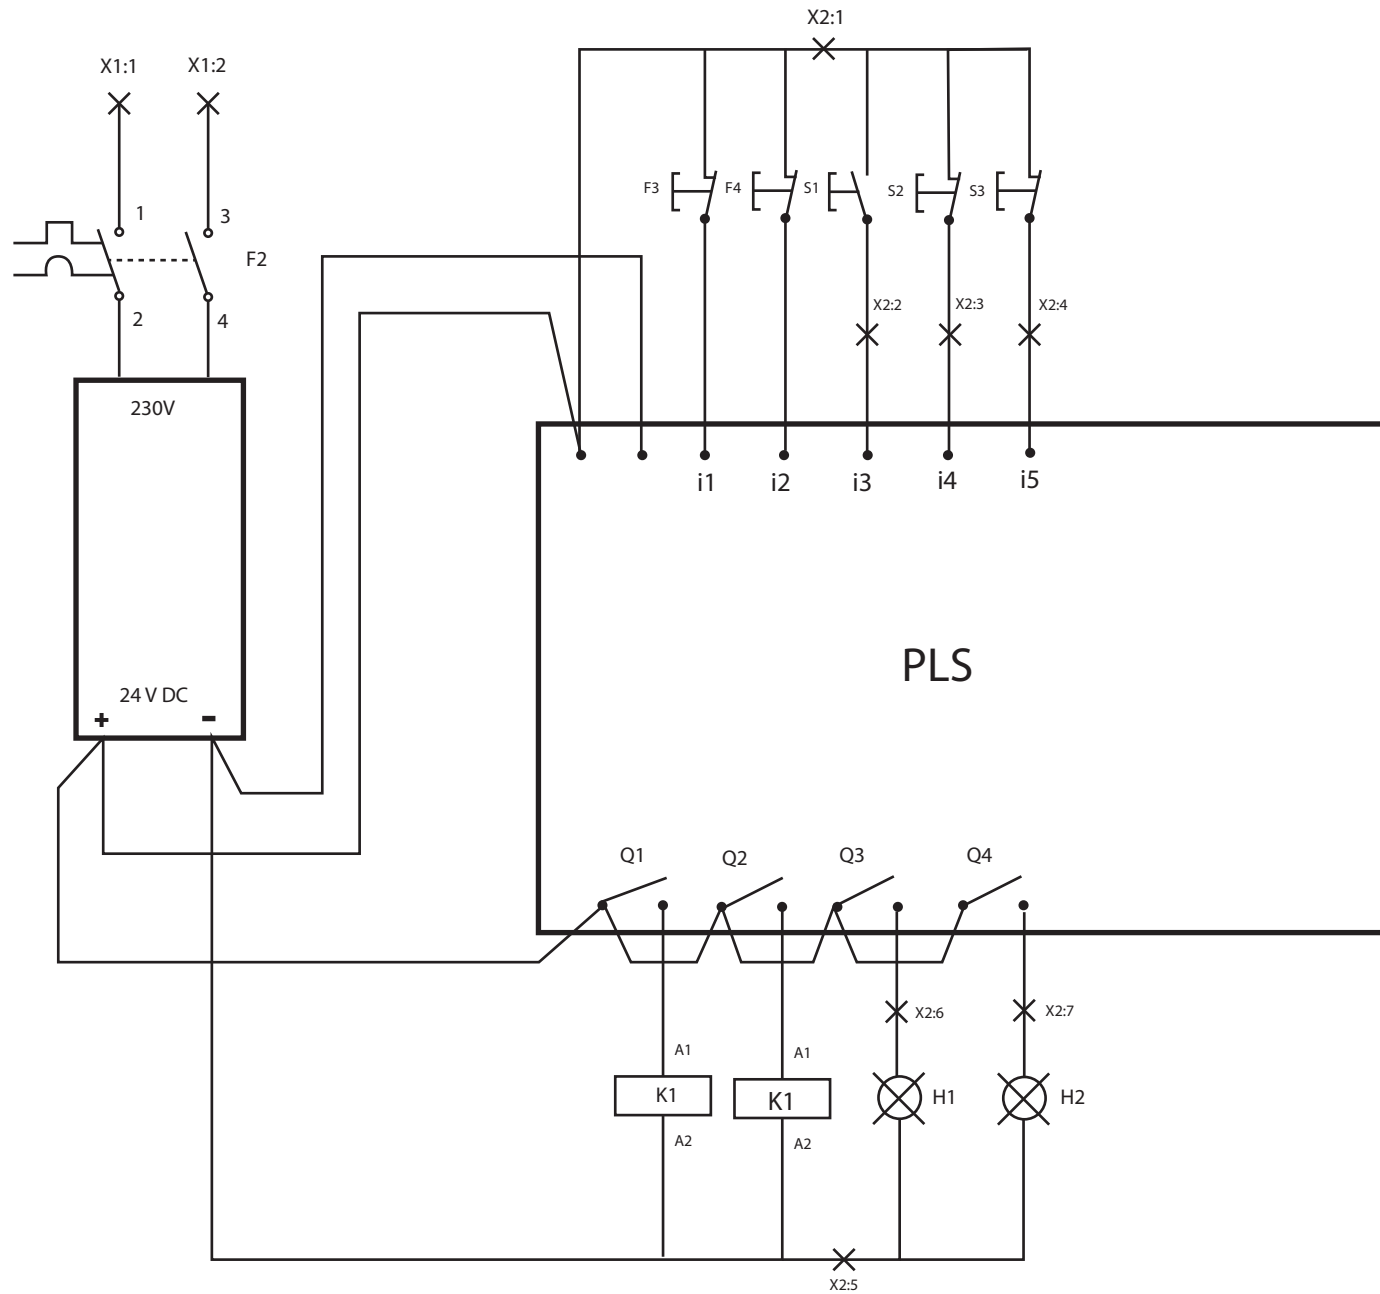 X2:1
X1:1 X1:2
F3 F4 S1 S2 S3
1 3
F2
2 4
X2:2 X2:3 X2:4
230V
i1 i2 i3 i4 i5
PLS
24 V DC
+ -
Q1 Q2 Q3 Q4
X2:6 X2:7
A1 A1
K1 K1 H1 H2
A2 A2
X2:5